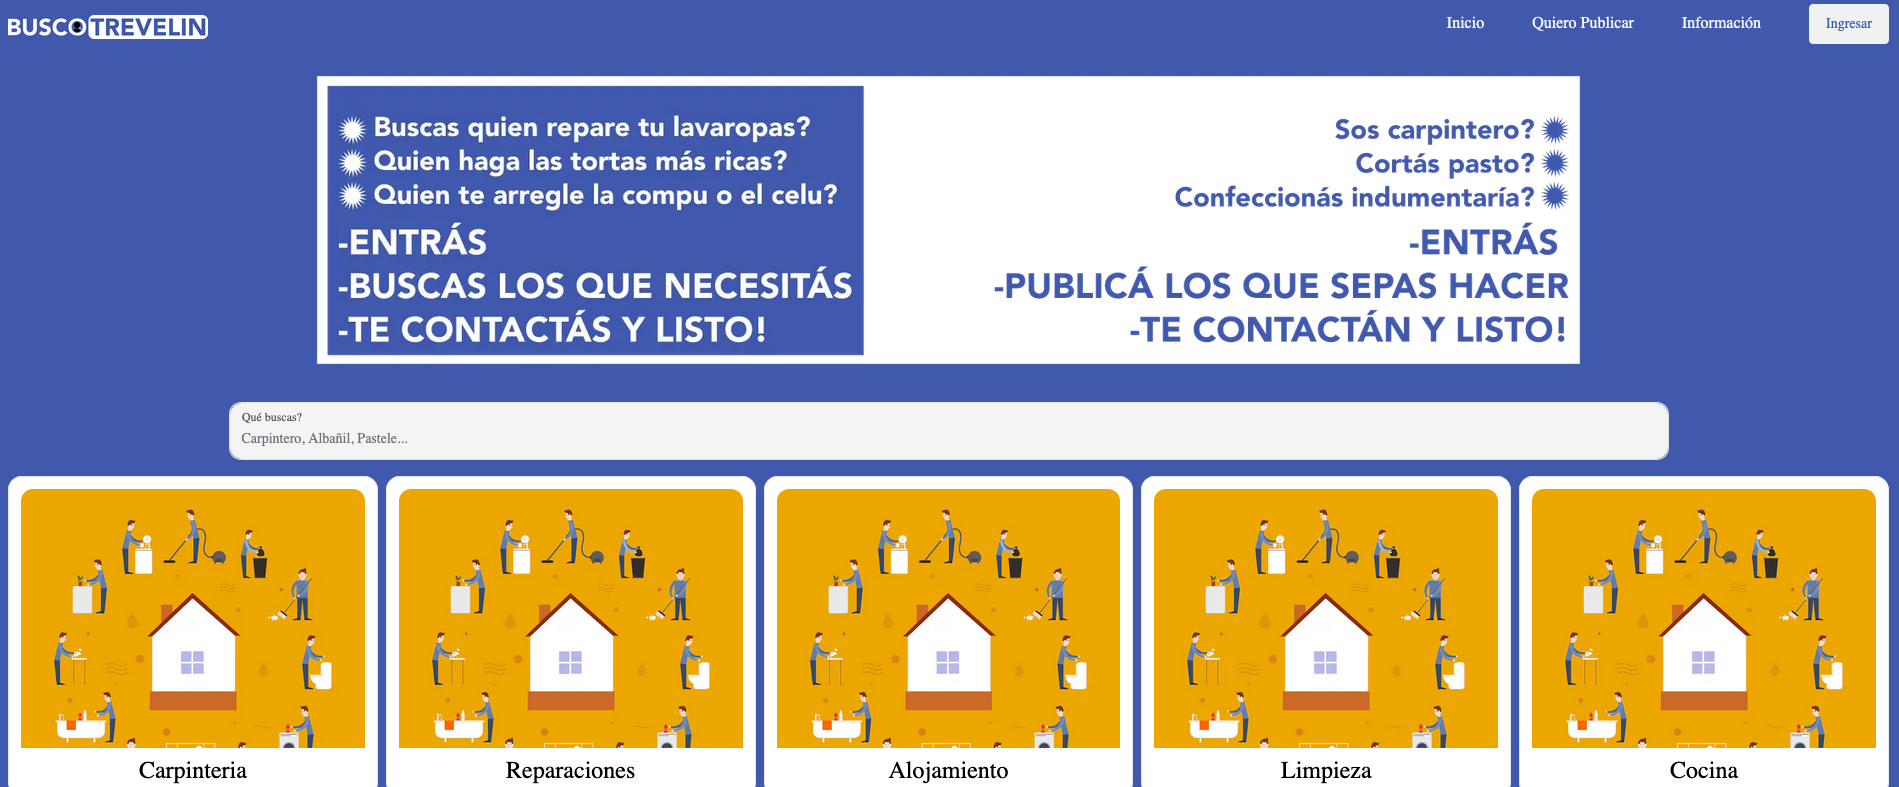 BUSCOTREVELIN
Inicio
Quiero Publicar
Información
Ingresar
Buscas quien repare tu lavaropas?
Quien haga las tortas más ricas?
Quien te arregle la compu o el celu?
-ENTRÁS
-BUSCAS LOS QUE NECESITÁS
-TE CONTACTÁS Y LISTO!
Sos carpintero?
Cortás pasto?
Confeccionás indumentaría?
-ENTRÁS
-PUBLICÁ LOS QUE SEPAS HACER
-TE CONTACTÁN Y LISTO!
Qué buscas?
Carpintero, Albañil, Pastele...
Carpinteria
Reparaciones
Alojamiento
Limpieza
Cocina